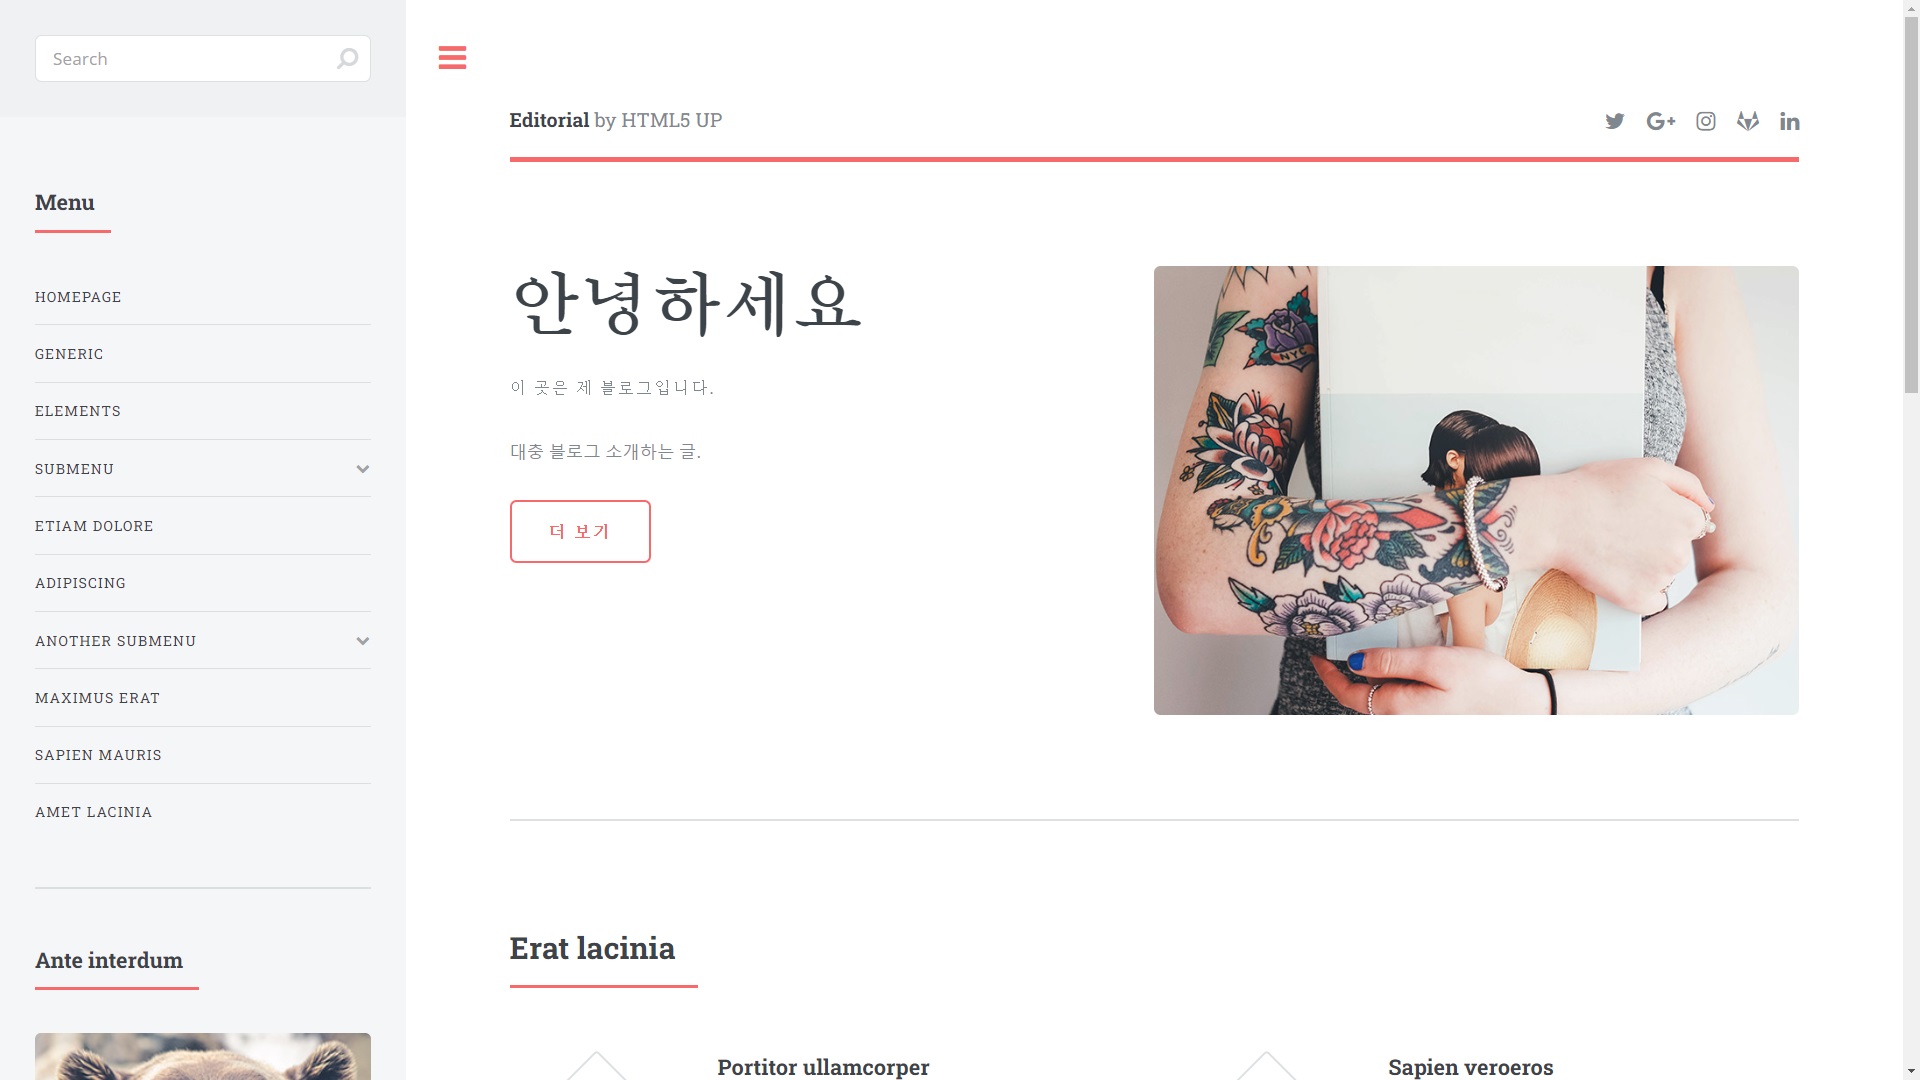 Search
Menu
HOMEPAGE
GENERIC
ELEMENTS
SUBMENU
ETIAM DOLORE
ADIPISCING
ANOTHER SUBMENU
MAXIMUS ERAT
SAPIEN MAURIS
AMET LACINIA
Ante interdum
Editorial by HTML5 UP
안녕하세요
이 곳은 제 블로그입니다.
대충 블로그 소개하는 글.
더 보기
NYC
Erat lacinia
Portitor ullamcorper
Sapien veroeros